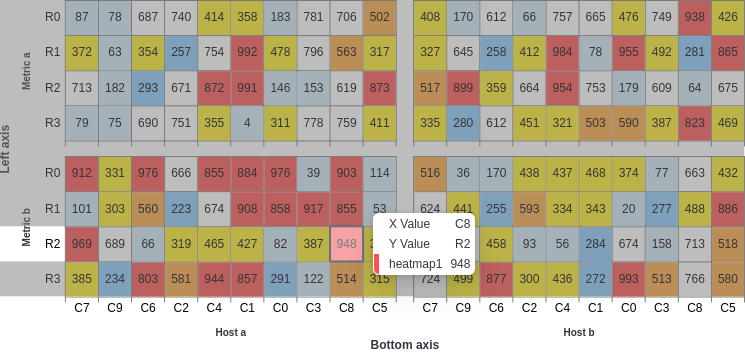 R0 87 78 687 740 414 358 183 781 706 502 408 170 612 66 757 665 476 749 938 426
R1 372 63 354 257 754 992 478 796 563 317 327 645 258 412 984 78 955 492 281 865
Metric a
R2 713 182 293 671 872 991 146 153 619 873 517 899 359 664 954 753 179 609 64 675
R3 79 75 690 751 355 4 311 778 759 411 335 280 612 451 321 503 590 387 823 469
Left axis
R0 912 331 976 666 855 884 976 39 903 114 516 36 170 438 437 468 374 77 663 432
R1 101 303 560 223 674 908 858 917 855 53 624 441 255 593 334 343 20 277 488 886
Metric b
X Value C8
R2 969 689 66 319 465 427 82 387 948 Y Value R2 458 93 56 284 674 158 713 518
heatmap1 948
R3 385 234 803 581 944 857 291 122 514 315 724 499 877 300 436 272 993 513 766 580
C7 C9 C6 C2 C4 C1 C0 C3 C8 C5 C7 C9 C6 C2 C4 C1 C0 C3 C8 C5
Host a Host b
Bottom axis